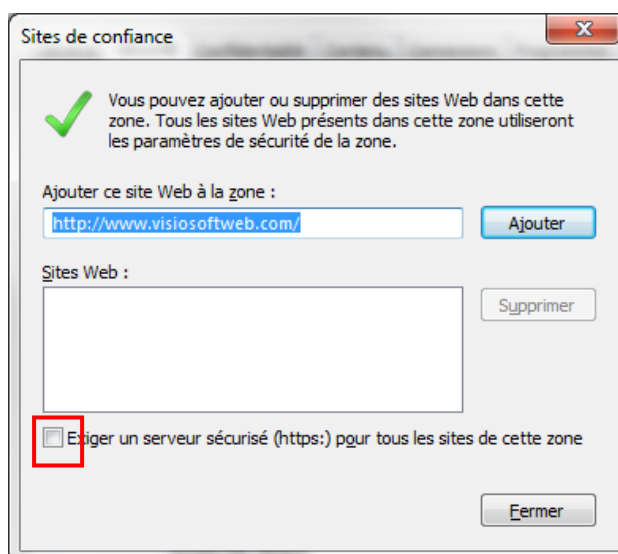 Sites de confiance
Vous pouvez ajouter ou supprimer des sites Web dans cette
zone. Tous les sites Web présents dans cette zone utiliseront
les paramètres de sécurité de la zone.
Ajouter ce site Web à la zone :
http://www.visiosoftweb.com/
Ajouter
Sites Web :
Supprimer
Exiger un serveur sécurisé (https:) pour tous les sites de cette zone
Fermer